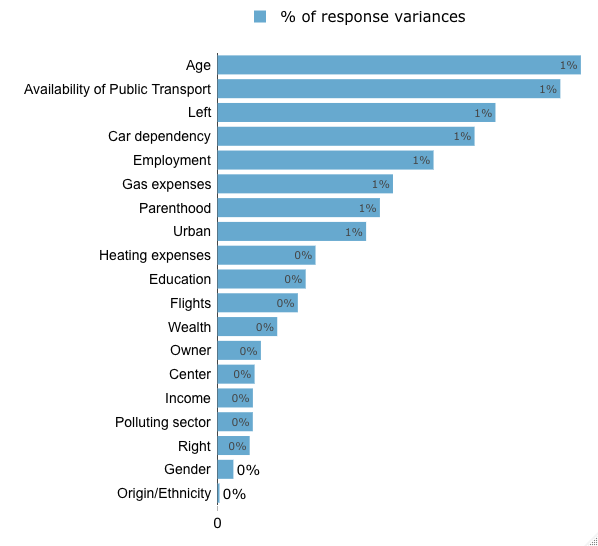 % of response variances
Age 1%
Availability of Public Transport 1%
Left 1%
Car dependency 1%
Employment 1%
Gas expenses 1%
Parenthood 1%
Urban 1%
Heating expenses 0%
Education 0%
Flights 0%
Wealth 0%
Owner 0%
Center 0%
Income 0%
Polluting sector 0%
Right 0%
Gender 0%
Origin/Ethnicity 0%
0